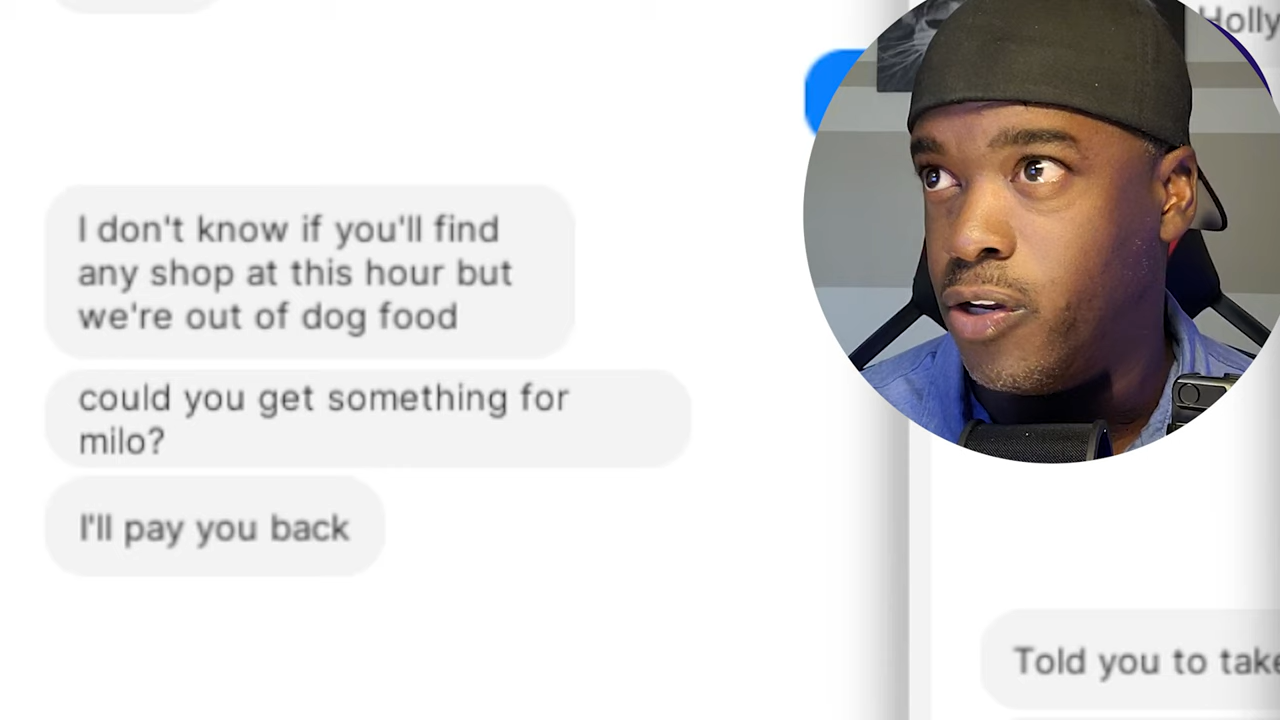 Holly
I don't know if you'll find
any shop at this hour but
we're out of dog food
could you get something for
milo?
I'll pay you back
Told you to take